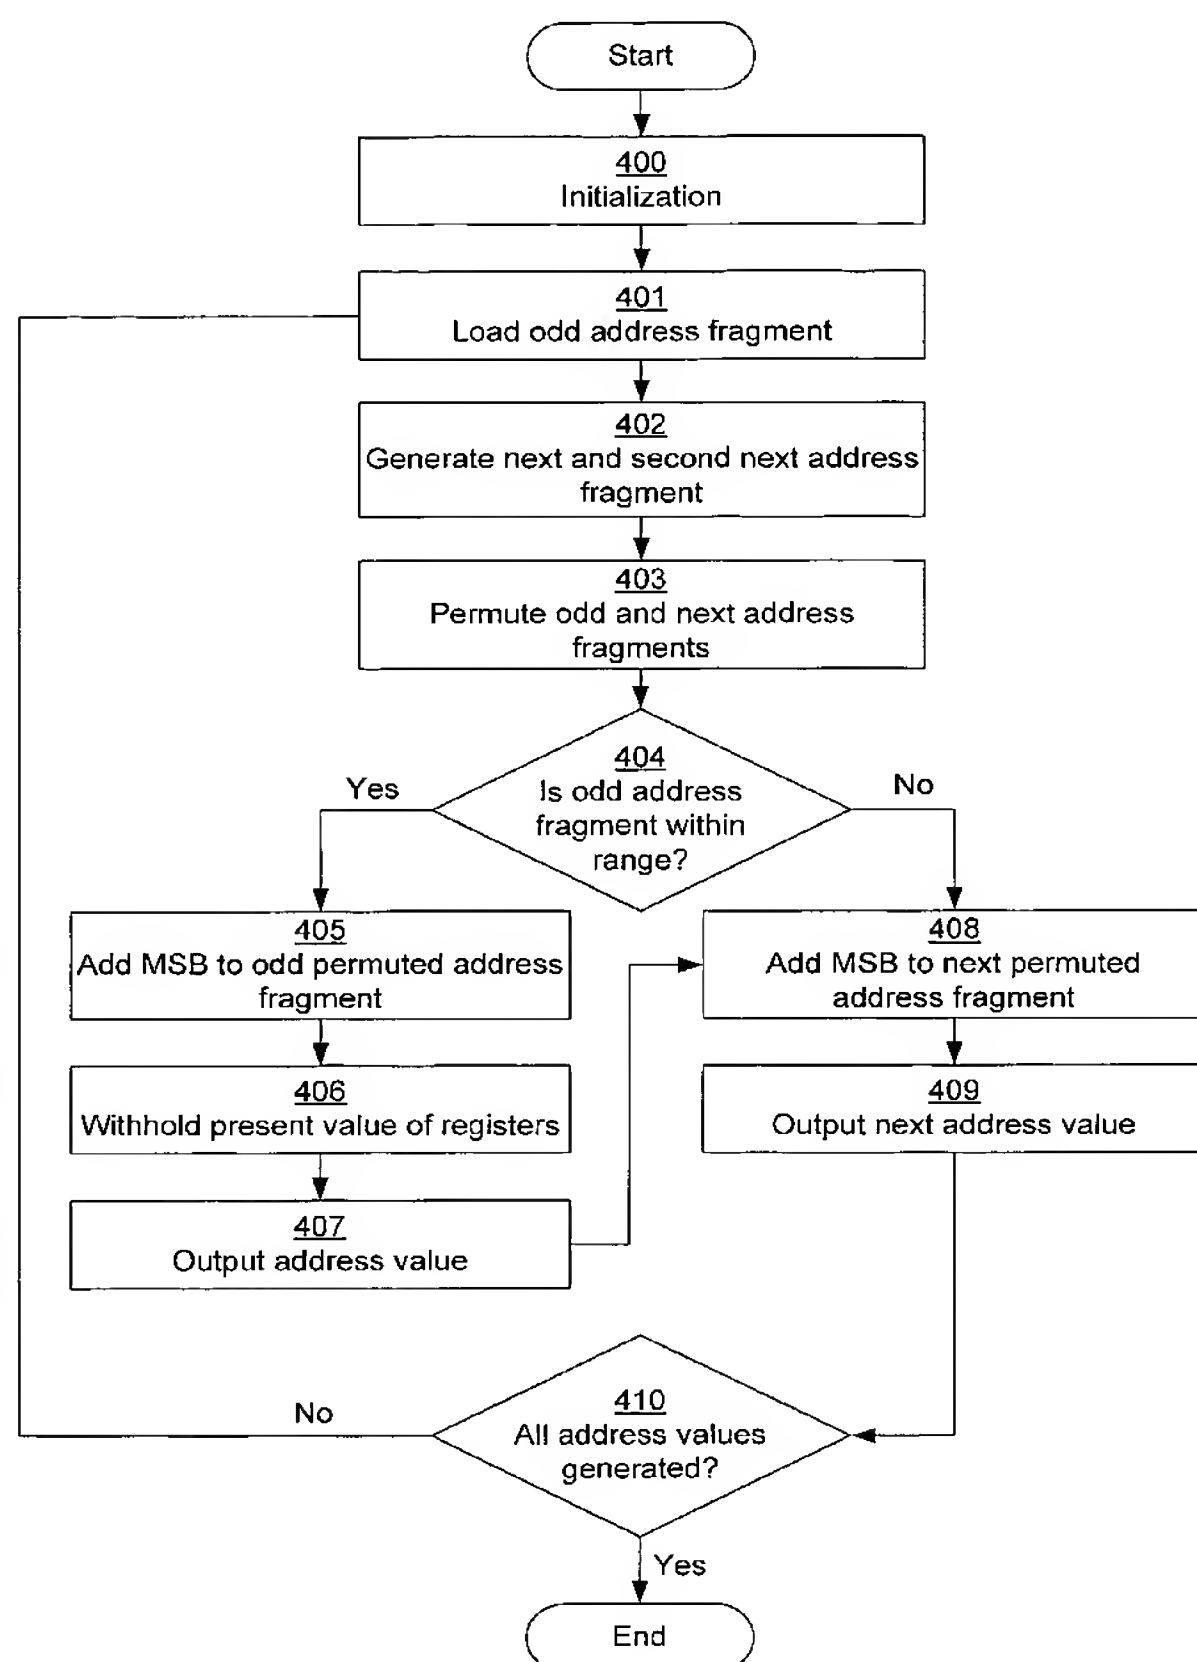 Start
400
Initialization
401
Load odd address fragment
402
Generate next and second next address
fragment
403
Permute odd and next address
fragments
404
Is odd address
fragment within
range?
Yes
No
405
Add MSB to odd permuted address
fragment
406
Withhold present value of registers
407
Output address value
408
Add MSB to next permuted
address fragment
409
Output next address value
410
All address values
generated?
No
Yes
End